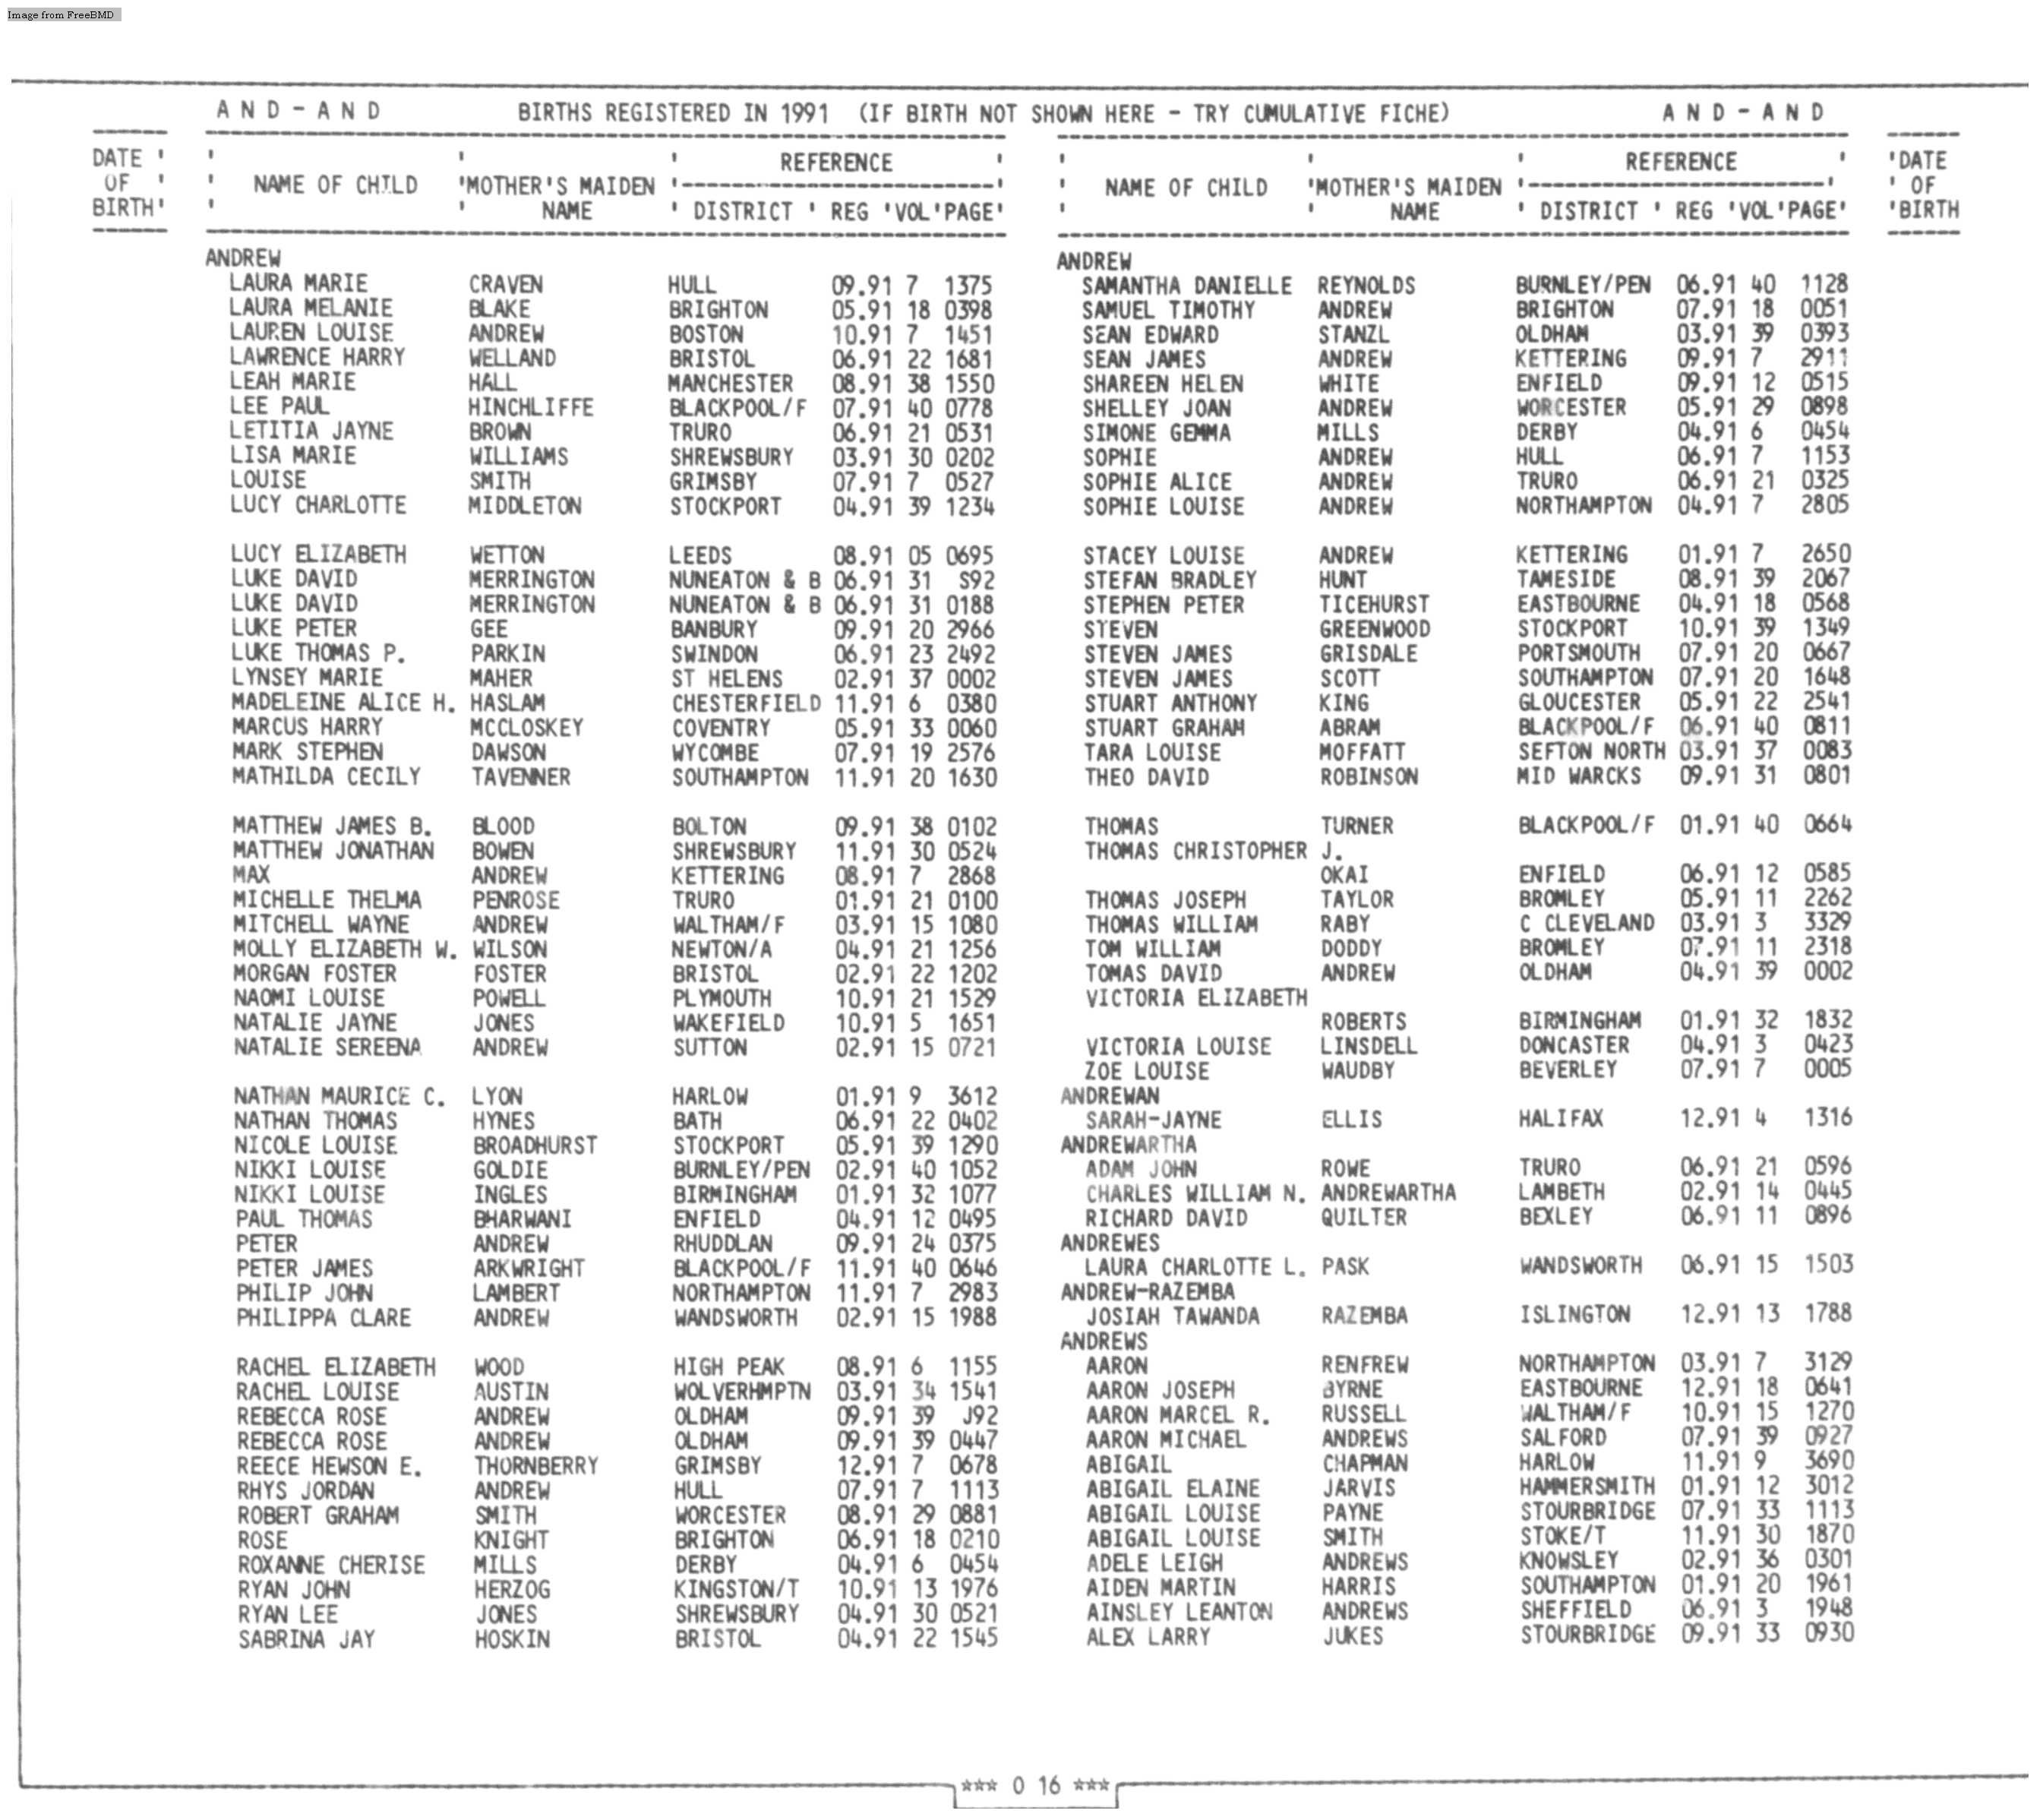 Image from FreeBMD
A N D - A N D BIRTHS REGISTERED IN 1991 (IF BIRTH NOT SHOWN HERE - TRY CUMULATIVE FICHE) A N D - A N D
DATE OF BIRTH
NAME OF CHILD MOTHER'S MAIDEN NAME REFERENCE DISTRICT REG VOL PAGE
ANDREW
LAURA MARIE CRAVEN HULL 09.91 7 1375
LAURA MELANIE BLAKE BRIGHTON 05.91 18 0398
LAUREN LOUISE ANDREW BOSTON 10.91 7 1451
LAWRENCE HARRY WELLAND BRISTOL 06.91 22 1681
LEAH MARIE HALL MANCHESTER 08.91 38 1550
LEE PAUL HINCHLIFFE BLACKPOOL/F 07.91 40 0778
LETITIA JAYNE BROWN TRURO 06.91 21 0531
LISA MARIE WILLIAMS SHREWSBURY 03.91 30 0202
LOUISE SMITH GRIMSBY 07.91 7 0527
LUCY CHARLOTTE MIDDLETON STOCKPORT 04.91 39 1234
LUCY ELIZABETH WETTON LEEDS 08.91 05 0695
LUKE DAVID MERRINGTON NUNEATON & B 06.91 31 S92
LUKE DAVID MERRINGTON NUNEATON & B 06.91 31 0188
LUKE PETER GEE BANBURY 09.91 20 2966
LUKE THOMAS P. PARKIN SWINDON 06.91 23 2492
LYNSEY MARIE MAHER ST HELENS 02.91 37 0002
MADELEINE ALICE H. HASLAM CHESTERFIELD 11.91 6 0380
MARCUS HARRY MCCLOSKEY COVENTRY 05.91 33 0060
MARK STEPHEN DAWSON WYCOMBE 07.91 19 2576
MATHILDA CECILY TAVENNER SOUTHAMPTON 11.91 20 1630
MATTHEW JAMES B. BLOOD BOLTON 09.91 38 0102
MATTHEW JONATHAN BOWEN SHREWSBURY 11.91 30 0524
MAX ANDREW KETTERING 08.91 7 2868
MICHELLE THELMA PENROSE TRURO 01.91 21 0100
MITCHELL WAYNE ANDREW WALTHAM/F 03.91 15 1080
MOLLY ELIZABETH W. WILSON NEWTON/A 04.91 21 1256
MORGAN FOSTER FOSTER BRISTOL 02.91 22 1202
NAOMI LOUISE POWELL PLYMOUTH 10.91 21 1529
NATALIE JAYNE JONES WAKEFIELD 10.91 5 1651
NATALIE SEREENA ANDREW SUTTON 02.91 15 0721
NATHAN MAURICE C. LYON HARLOW 01.91 9 3612
NATHAN THOMAS HYNES BATH 06.91 22 0402
NICOLE LOUISE BROADHURST STOCKPORT 05.91 39 1290
NIKKI LOUISE GOLDIE BURNLEY/PEN 02.91 40 1052
NIKKI LOUISE INGLES BIRMINGHAM 01.91 32 1077
PAUL THOMAS BHARWANI ENFIELD 04.91 12 0495
PETER ANDREW RHUDDLAN 09.91 24 0375
PETER JAMES ARKWRIGHT BLACKPOOL/F 11.91 40 0646
PHILIP JOHN LAMBERT NORTHAMPTON 11.91 7 2983
PHILIPPA CLARE ANDREW WANDSWORTH 02.91 15 1988
RACHEL ELIZABETH WOOD HIGH PEAK 08.91 6 1155
RACHEL LOUISE AUSTIN WOLVERHMPTN 03.91 34 1541
REBECCA ROSE ANDREW OLDHAM 09.91 39 J92
REBECCA ROSE ANDREW OLDHAM 09.91 39 0447
REECE HEWSON E. THORNBERRY GRIMSBY 12.91 7 0678
RHYS JORDAN ANDREW HULL 07.91 7 1113
ROBERT GRAHAM SMITH WORCESTER 08.91 29 0881
ROSE KNIGHT BRIGHTON 06.91 18 0210
ROXANNE CHERISE MILLS DERBY 04.91 6 0454
RYAN JOHN HERZOG KINGSTON/T 10.91 13 1976
RYAN LEE JONES SHREWSBURY 04.91 30 0521
SABRINA JAY HOSKIN BRISTOL 04.91 22 1545
NAME OF CHILD MOTHER'S MAIDEN NAME REFERENCE DISTRICT REG VOL PAGE
DATE OF BIRTH
ANDREW
SAMANTHA DANIELLE REYNOLDS BURNLEY/PEN 06.91 40 1128
SAMUEL TIMOTHY ANDREW BRIGHTON 07.91 18 0051
SEAN EDWARD STANZL OLDHAM 03.91 39 0393
SEAN JAMES ANDREW KETTERING 09.91 7 2911
SHAREEN HELEN WHITE ENFIELD 09.91 12 0515
SHELLEY JOAN ANDREW WORCESTER 05.91 29 0898
SIMONE GEMMA MILLS DERBY 04.91 6 0454
SOPHIE ANDREW HULL 06.91 7 1153
SOPHIE ALICE ANDREW TRURO 06.91 21 0325
SOPHIE LOUISE ANDREW NORTHAMPTON 04.91 7 2805
STACEY LOUISE ANDREW KETTERING 01.91 7 2650
STEFAN BRADLEY HUNT TAMESIDE 08.91 39 2067
STEPHEN PETER TICEHURST EASTBOURNE 04.91 18 0568
STEVEN GREENWOOD STOCKPORT 10.91 39 1349
STEVEN JAMES GRISDALE PORTSMOUTH 07.91 20 0667
STEVEN JAMES SCOTT SOUTHAMPTON 07.91 20 1648
STUART ANTHONY KING GLOUCESTER 05.91 22 2541
STUART GRAHAM ABRAM BLACKPOOL/F 06.91 40 0811
TARA LOUISE MOFFATT SEFTON NORTH 03.91 37 0083
THEO DAVID ROBINSON MID WARCKS 09.91 31 0801
THOMAS TURNER BLACKPOOL/F 01.91 40 0664
THOMAS CHRISTOPHER J.
OKAI ENFIELD 06.91 12 0585
THOMAS JOSEPH TAYLOR BROMLEY 05.91 11 2262
THOMAS WILLIAM RABY C CLEVELAND 03.91 3 3329
TOM WILLIAM DODDY BROMLEY 07.91 11 2318
TOMAS DAVID ANDREW OLDHAM 04.91 39 0002
VICTORIA ELIZABETH
ROBERTS BIRMINGHAM 01.91 32 1832
VICTORIA LOUISE LINSDELL DONCASTER 04.91 3 0423
ZOE LOUISE WAUDBY BEVERLEY 07.91 7 0005
ANDREWAN
SARAH-JAYNE ELLIS HALIFAX 12.91 4 1316
ANDREWARTHA
ADAM JOHN ROWE TRURO 06.91 21 0596
CHARLES WILLIAM N. ANDREWARTHA LAMBETH 02.91 14 0445
RICHARD DAVID QUILTER BEXLEY 06.91 11 0896
ANDREWES
LAURA CHARLOTTE L. PASK WANDSWORTH 06.91 15 1503
ANDREW-RAZEMBA
JOSIAH TAWANDA RAZEMBA ISLINGTON 12.91 13 1788
ANDREWS
AARON RENFREW NORTHAMPTON 03.91 7 3129
AARON JOSEPH BYRNE EASTBOURNE 12.91 18 0641
AARON MARCEL R. RUSSELL WALTHAM/F 10.91 15 1270
AARON MICHAEL ANDREWS SALFORD 07.91 39 0927
ABIGAIL CHAPMAN HARLOW 11.91 9 3690
ABIGAIL ELAINE JARVIS HAMMERSMITH 01.91 12 3012
ABIGAIL LOUISE PAYNE STOURBRIDGE 07.91 33 1113
ABIGAIL LOUISE SMITH STOKE/T 11.91 30 1870
ADELE LEIGH ANDREWS KNOWSLEY 02.91 36 0301
AIDEN MARTIN HARRIS SOUTHAMPTON 01.91 20 1961
AINSLEY LEANTON ANDREWS SHEFFIELD 06.91 3 1948
ALEX LARRY JUKES STOURBRIDGE 09.91 33 0930
*** O 16 ***